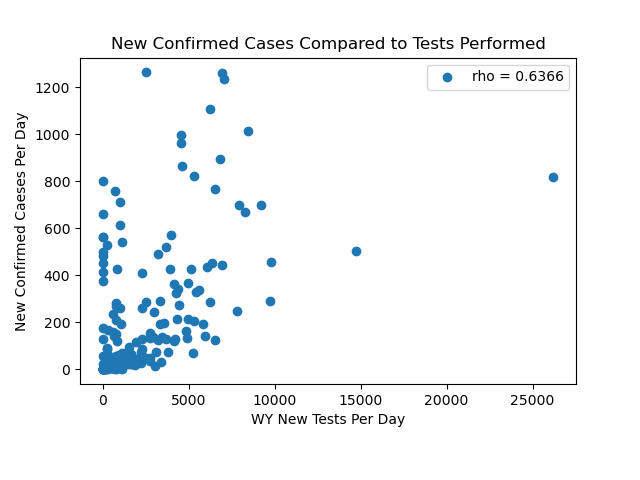 New Confirmed Cases Compared to Tests Performed
rho = 0.6366
New Confirmed Caeses Per Day
1200
1000
800
600
400
200
0
0 5000 10000 15000 20000 25000
WY New Tests Per Day